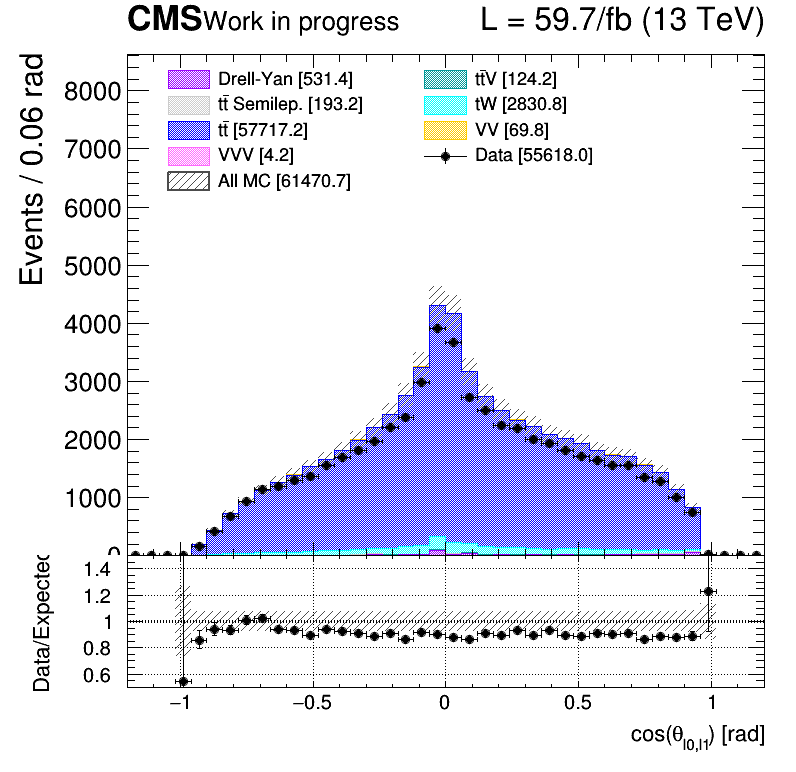 CMS Work in progress L = 59.7/fb (13 TeV)
Events / 0.06 rad
8000
7000
6000
5000
4000
3000
2000
1000
0
Drell-Yan [531.4]
tt̄ Semilep. [193.2]
tt̄ [57717.2]
VVV [4.2]
All MC [61470.7]
tt̄V [124.2]
tW [2830.8]
VV [69.8]
Data [55618.0]
Data/Expected
1.4
1.2
1
0.8
0.6
−1 −0.5 0 0.5 1
cos(θl0,l1) [rad]